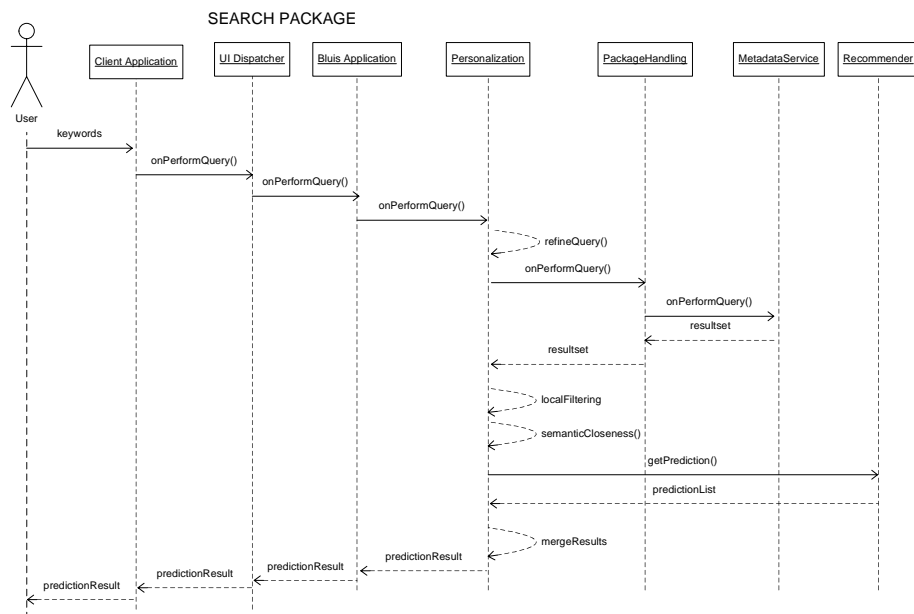 SEARCH PACKAGE
Client Application
UI Dispatcher
Bluis Application
Personalization
PackageHandling
MetadataService
Recommender
User
keywords
onPerformQuery()
onPerformQuery()
onPerformQuery()
refineQuery()
onPerformQuery()
onPerformQuery()
resultset
resultset
localFiltering
semanticCloseness()
getPrediction()
predictionList
mergeResults
predictionResult
predictionResult
predictionResult
predictionResult